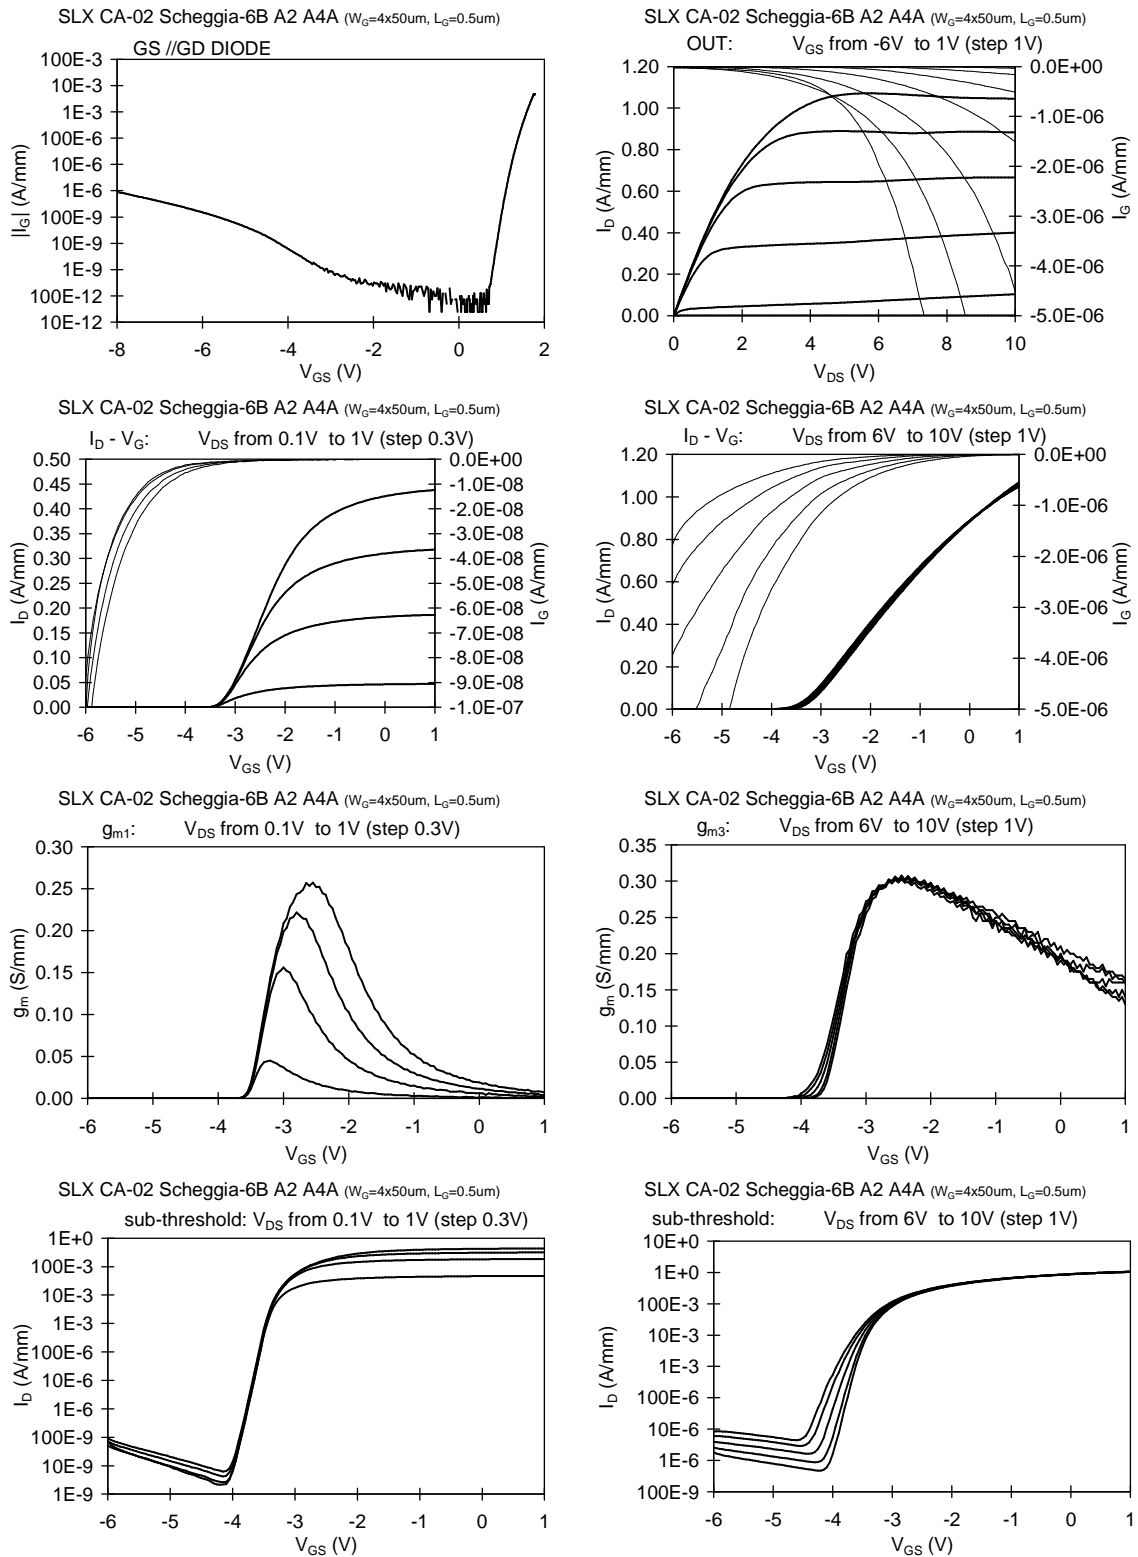 SLX CA-02 Scheggia-6B A2 A4A (WG=4x50um, LG=0.5um)
GS //GD DIODE
100E-3
10E-3
1E-3
100E-6
10E-6
1E-6
100E-9
10E-9
1E-9
100E-12
10E-12
|IG| (A/mm)
-8 -6 -4 -2 0 2
VGS (V)
SLX CA-02 Scheggia-6B A2 A4A (WG=4x50um, LG=0.5um)
OUT: VGS from -6V to 1V (step 1V)
1.20
1.00
0.80
0.60
0.40
0.20
0.00
ID (A/mm)
0.0E+00
-1.0E-06
-2.0E-06
-3.0E-06
-4.0E-06
-5.0E-06
IG (A/mm)
0 2 4 6 8 10
VDS (V)
SLX CA-02 Scheggia-6B A2 A4A (WG=4x50um, LG=0.5um)
ID - VG: VDS from 0.1V to 1V (step 0.3V)
0.50
0.45
0.40
0.35
0.30
0.25
0.20
0.15
0.10
0.05
0.00
ID (A/mm)
0.0E+00
-1.0E-08
-2.0E-08
-3.0E-08
-4.0E-08
-5.0E-08
-6.0E-08
-7.0E-08
-8.0E-08
-9.0E-08
-1.0E-07
IG (A/mm)
-6 -5 -4 -3 -2 -1 0 1
VGS (V)
SLX CA-02 Scheggia-6B A2 A4A (WG=4x50um, LG=0.5um)
ID - VG: VDS from 6V to 10V (step 1V)
1.20
1.00
0.80
0.60
0.40
0.20
0.00
ID (A/mm)
0.0E+00
-1.0E-06
-2.0E-06
-3.0E-06
-4.0E-06
-5.0E-06
IG (A/mm)
-6 -5 -4 -3 -2 -1 0 1
VGS (V)
SLX CA-02 Scheggia-6B A2 A4A (WG=4x50um, LG=0.5um)
gm1: VDS from 0.1V to 1V (step 0.3V)
0.30
0.25
0.20
0.15
0.10
0.05
0.00
gm (S/mm)
-6 -5 -4 -3 -2 -1 0 1
VGS (V)
SLX CA-02 Scheggia-6B A2 A4A (WG=4x50um, LG=0.5um)
gm3: VDS from 6V to 10V (step 1V)
0.35
0.30
0.25
0.20
0.15
0.10
0.05
0.00
gm (S/mm)
-6 -5 -4 -3 -2 -1 0 1
VGS (V)
SLX CA-02 Scheggia-6B A2 A4A (WG=4x50um, LG=0.5um)
sub-threshold: VDS from 0.1V to 1V (step 0.3V)
1E+0
100E-3
10E-3
1E-3
100E-6
10E-6
1E-6
100E-9
10E-9
1E-9
ID (A/mm)
-6 -5 -4 -3 -2 -1 0 1
VGS (V)
SLX CA-02 Scheggia-6B A2 A4A (WG=4x50um, LG=0.5um)
sub-threshold: VDS from 6V to 10V (step 1V)
10E+0
1E+0
100E-3
10E-3
1E-3
100E-6
10E-6
1E-6
100E-9
ID (A/mm)
-6 -5 -4 -3 -2 -1 0 1
VGS (V)